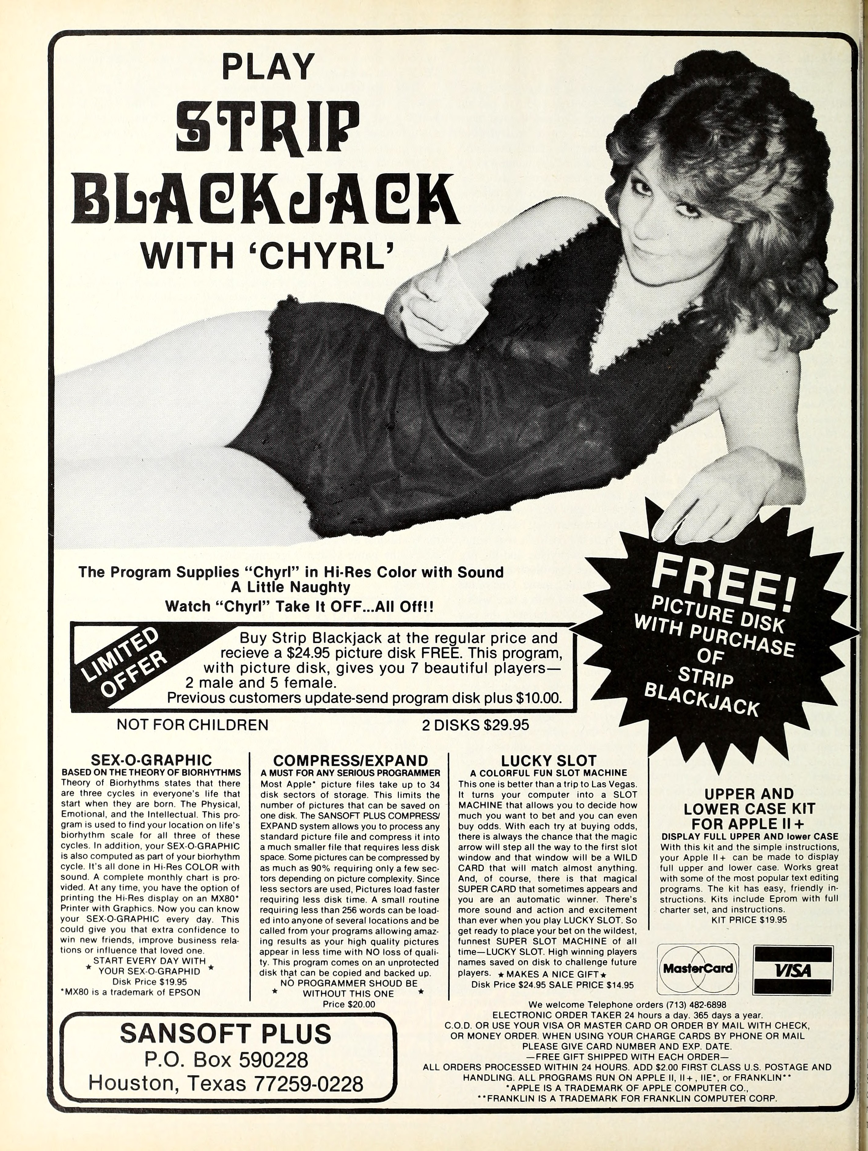 PLAY
STRIP
BLACKJACK
WITH ‘CHYRL’
The Program Supplies “Chyrl” in Hi-Res Color with Sound
A Little Naughty
Watch “Chyrl” Take It OFF...All Off!!
FREE!
PICTURE DISK
WITH PURCHASE
OF
STRIP
BLACKJACK
LIMITED
OFFER
Buy Strip Blackjack at the regular price and
recieve a $24.95 picture disk FREE. This program,
with picture disk, gives you 7 beautiful players—
2 male and 5 female.
Previous customers update-send program disk plus $10.00.
NOT FOR CHILDREN 2 DISKS $29.95
SEX-O-GRAPHIC
BASED ON THE THEORY OF BIORHYTHMS
Theory of Biorhythms states that there
are three cycles in everyone's life that
start when they are born. The Physical,
Emotional, and the Intellectual. This pro-
gram is used to find your location on life's
biorhythm scale for all three of these
cycles. In addition, your SEX-O-GRAPHIC
is also computed as part of your biorhythm
cycle. It's all done in Hi-Res COLOR with
sound. A complete monthly chart is pro-
vided. At any time, you have the option of
printing the Hi-Res display on an MX80*
Printer with Graphics. Now you can know
your SEX-O-GRAPHIC every day. This
could give you that extra confidence to
win new friends, improve business rela-
tions or influence that loved one.
START EVERY DAY WITH
* YOUR SEX-O-GRAPHID *
Disk Price $19.95
*MX80 is a trademark of EPSON
COMPRESS/EXPAND
A MUST FOR ANY SERIOUS PROGRAMMER
Most Apple* picture files take up to 34
disk sectors of storage. This limits the
number of pictures that can be saved on
one disk. The SANSOFT PLUS COMPRESS/
EXPAND system allows you to process any
standard picture file and compress it into
a much smaller file that requires less disk
space. Some pictures can be compressed by
as much as 90% requiring only a few sec-
tors depending on picture complexity. Since
less sectors are used, Pictures load faster
requiring less disk time. A small routine
requiring less than 256 words can be load-
ed into anyone of several locations and be
called from your programs allowing amaz-
ing results as your high quality pictures
appear in less time with NO loss of quali-
ty. This program comes on an unprotected
disk that can be copied and backed up.
NO PROGRAMMER SHOUD BE
* WITHOUT THIS ONE *
Price $20.00
LUCKY SLOT
A COLORFUL FUN SLOT MACHINE
This one is better than a trip to Las Vegas.
It turns your computer into a SLOT
MACHINE that allows you to decide how
much you want to bet and you can even
buy odds. With each try at buying odds,
there is always the chance that the magic
arrow will step all the way to the first slot
window and that window will be a WILD
CARD that will match almost anything.
And, of course, there is that magical
SUPER CARD that sometimes appears and
you are an automatic winner. There's
more sound and action and excitement
than ever when you play LUCKY SLOT. So
get ready to place your bet on the wildest,
funnest SUPER SLOT MACHINE of all
time—LUCKY SLOT. High winning players
names saved on disk to challenge future
players. ★ MAKES A NICE GIFT ★
Disk Price $24.95 SALE PRICE $14.95
UPPER AND
LOWER CASE KIT
FOR APPLE II+
DISPLAY FULL UPPER AND lower CASE
With this kit and the simple instructions,
your Apple II+ can be made to display
full upper and lower case. Works great
with some of the most popular text editing
programs. The kit has easy, friendly in-
structions. Kits include Eprom with full
charter set, and instructions.
KIT PRICE $19.95
MasterCard
VISA
SANSOFT PLUS
P.O. Box 590228
Houston, Texas 77259-0228
We welcome Telephone orders (713) 482-6898
ELECTRONIC ORDER TAKER 24 hours a day. 365 days a year.
C.O.D. OR USE YOUR VISA OR MASTER CARD OR ORDER BY MAIL WITH CHECK,
OR MONEY ORDER. WHEN USING YOUR CHARGE CARDS BY PHONE OR MAIL
PLEASE GIVE CARD NUMBER AND EXP. DATE.
—FREE GIFT SHIPPED WITH EACH ORDER—
ALL ORDERS PROCESSED WITHIN 24 HOURS. ADD $2.00 FIRST CLASS U.S. POSTAGE AND
HANDLING. ALL PROGRAMS RUN ON APPLE II, II+, IIE*, or FRANKLIN**
*APPLE IS A TRADEMARK OF APPLE COMPUTER CO.,
**FRANKLIN IS A TRADEMARK FOR FRANKLIN COMPUTER CORP.